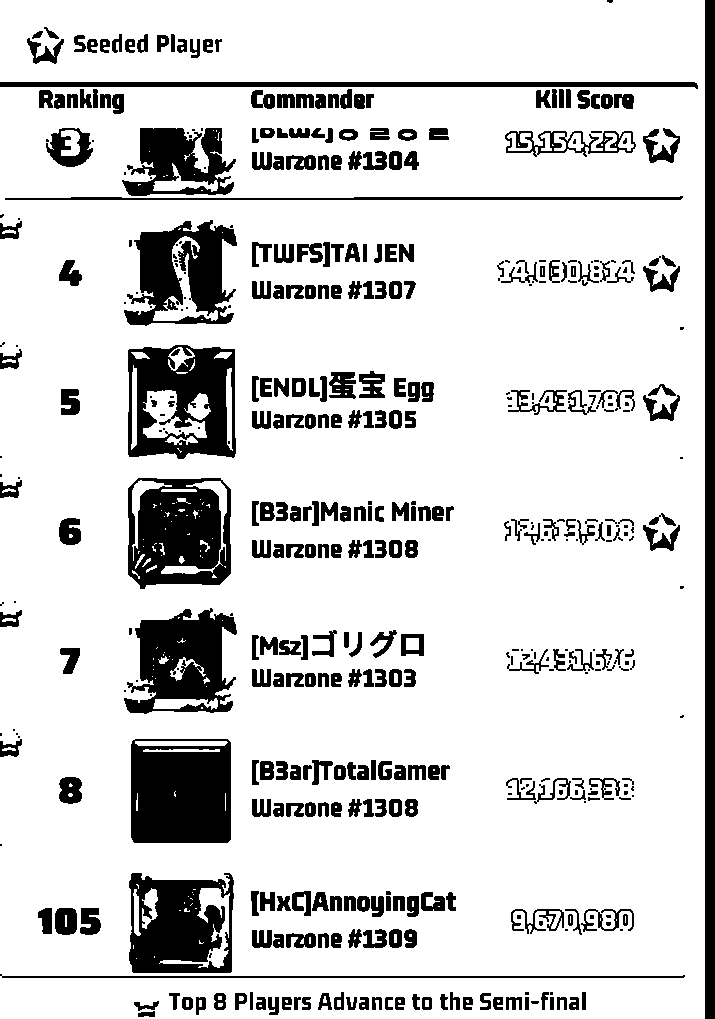 Seeded Player
Ranking Commander Kill Score
3 15,154,224
Warzone #1304
4 [TWFS]TAI JEN 14,030,814
Warzone #1307
5 [ENDL]蛋宝 Egg 13,431,786
Warzone #1305
6 [B3ar]Manic Miner 12,613,308
Warzone #1308
7 [Msz]ゴリグロ 12,431,676
Warzone #1303
8 [B3ar]TotalGamer 12,166,338
Warzone #1308
105 [HxC]AnnoyingCat 9,670,980
Warzone #1309
Top 8 Players Advance to the Semi-final